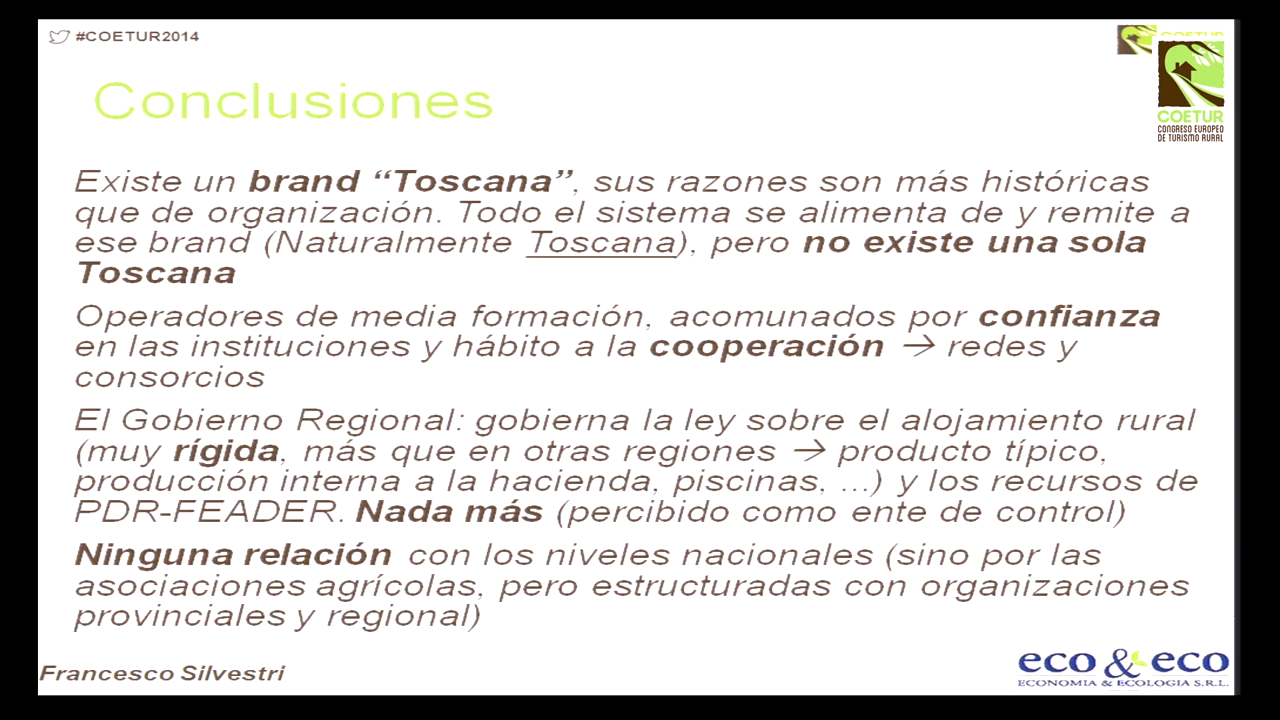 #COETUR2014
COETUR
CONGRESO EUROPEO
DE TURISMO RURAL
Conclusiones
Existe un brand “Toscana”, sus razones son más históricas
que de organización. Todo el sistema se alimenta de y remite a
ese brand (Naturalmente Toscana), pero no existe una sola
Toscana
Operadores de media formación, acomunados por confianza
en las instituciones y hábito a la cooperación → redes y
consorcios
El Gobierno Regional: gobierna la ley sobre el alojamiento rural
(muy rígida, más que en otras regiones → producto típico,
producción interna a la hacienda, piscinas, ...) y los recursos de
PDR-FEADER. Nada más (percibido como ente de control)
Ninguna relación con los niveles nacionales (sino por las
asociaciones agrícolas, pero estructuradas con organizaciones
provinciales y regional)
Francesco Silvestri
eco & eco
ECONOMIA & ECOLOGIA S.R.L.